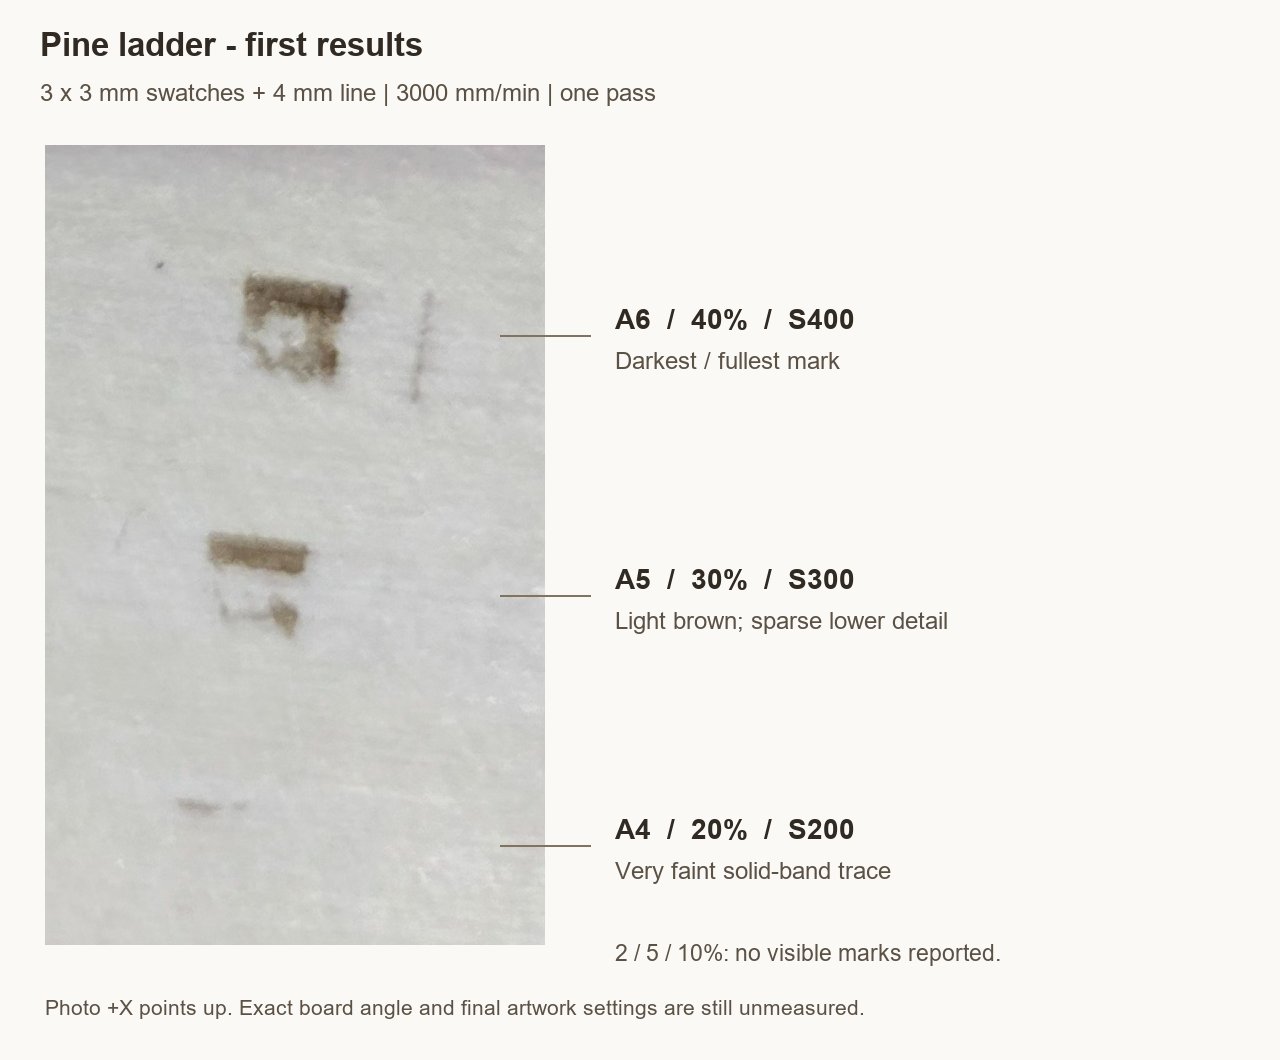 Pine ladder - first results
3 x 3 mm swatches + 4 mm line | 3000 mm/min | one pass
A6 / 40% / S400
Darkest / fullest mark
A5 / 30% / S300
Light brown; sparse lower detail
A4 / 20% / S200
Very faint solid-band trace
2 / 5 / 10%: no visible marks reported.
Photo +X points up. Exact board angle and final artwork settings are still unmeasured.